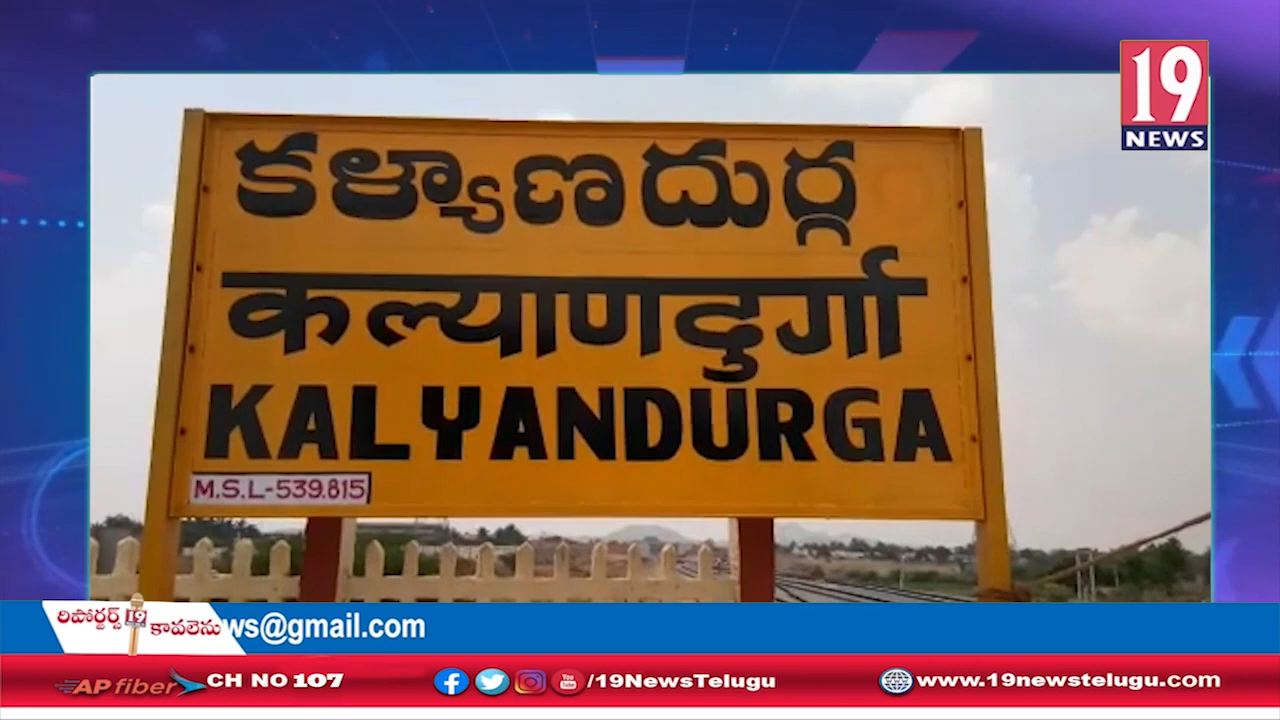 19
NEWS
కళ్యాణదుర్గ
कल्याणदुर्गा
KALYANDURGA
M.S.L-539.815
రిపోర్టర్స్ 19 కావలెను
ws@gmail.com
AP fiber CH NO 107
/19NewsTelugu
www.19newstelugu.com